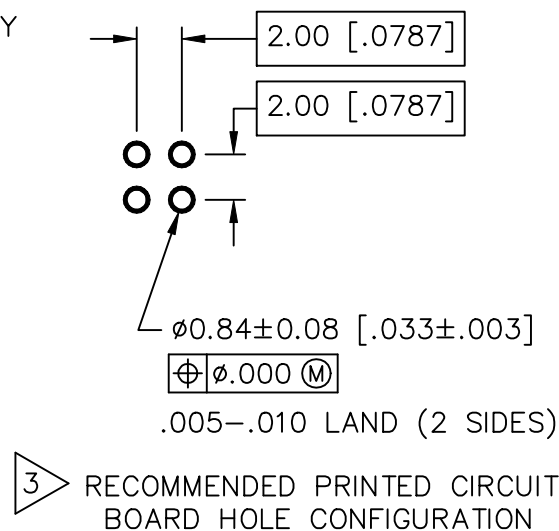 Y
2.00 [.0787]
2.00 [.0787]
ø0.84±0.08 [.033±.003]
⌖ ø.000 Ⓜ
.005-.010 LAND (2 SIDES)
3 RECOMMENDED PRINTED CIRCUIT
BOARD HOLE CONFIGURATION